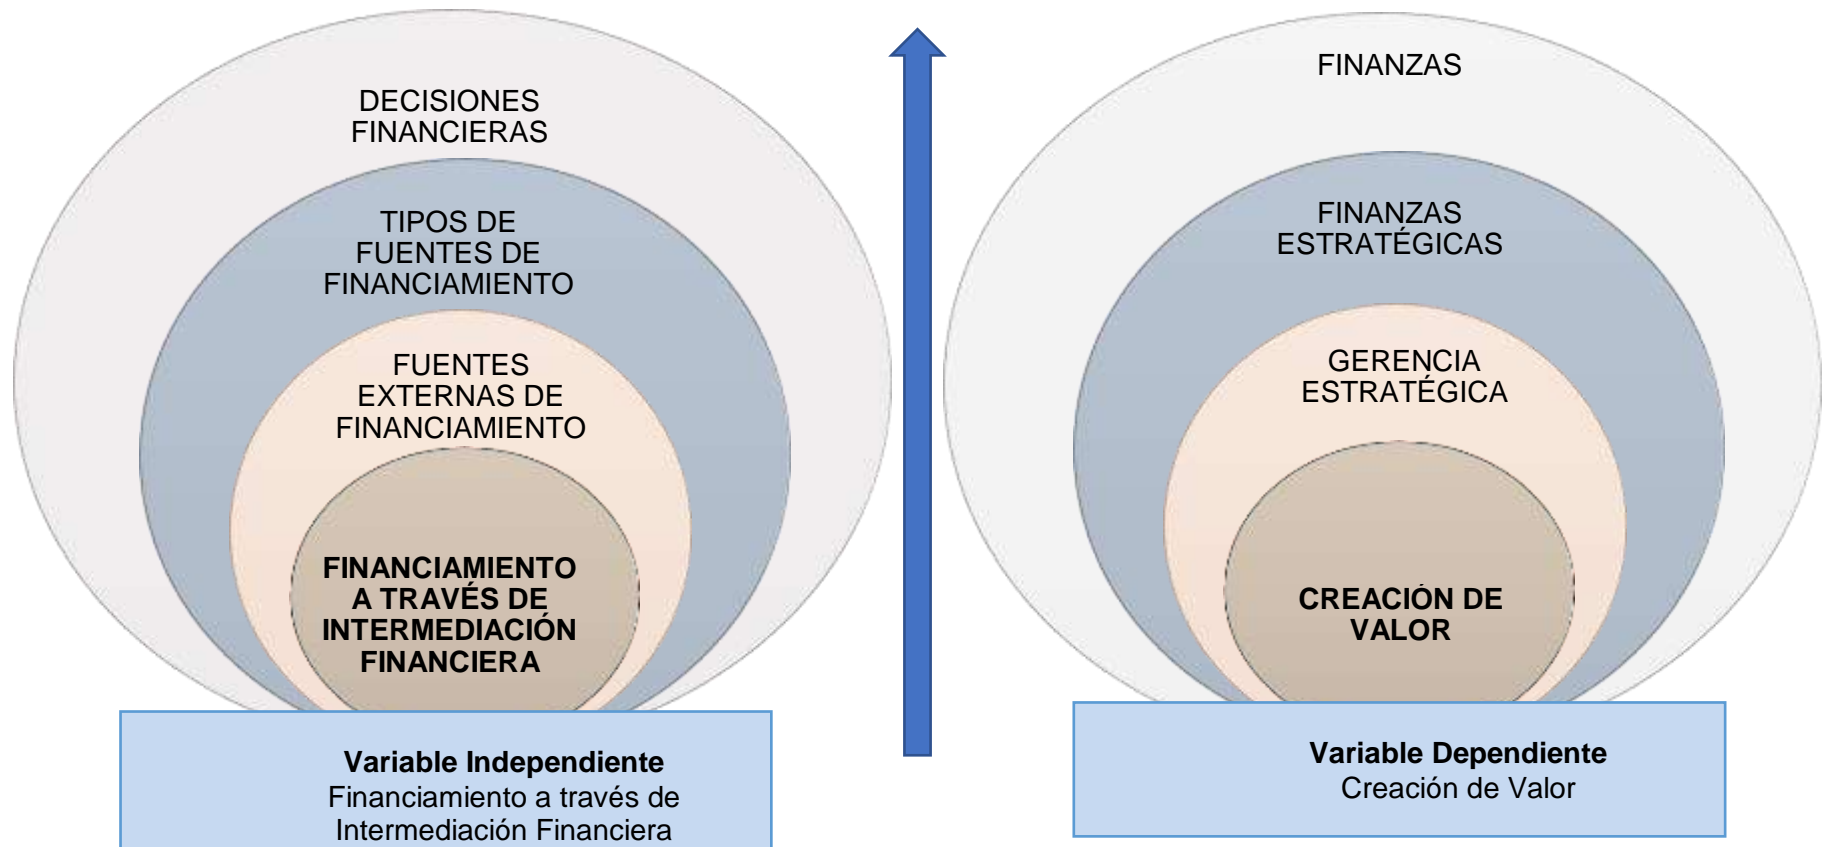 DECISIONES
FINANCIERAS
TIPOS DE
FUENTES DE
FINANCIAMIENTO
FUENTES
EXTERNAS DE
FINANCIAMIENTO
FINANCIAMIENTO
A TRAVÉS DE
INTERMEDIACIÓN
FINANCIERA
Variable Independiente
Financiamiento a través de
Intermediación Financiera
FINANZAS
FINANZAS
ESTRATÉGICAS
GERENCIA
ESTRATÉGICA
CREACIÓN DE
VALOR
Variable Dependiente
Creación de Valor